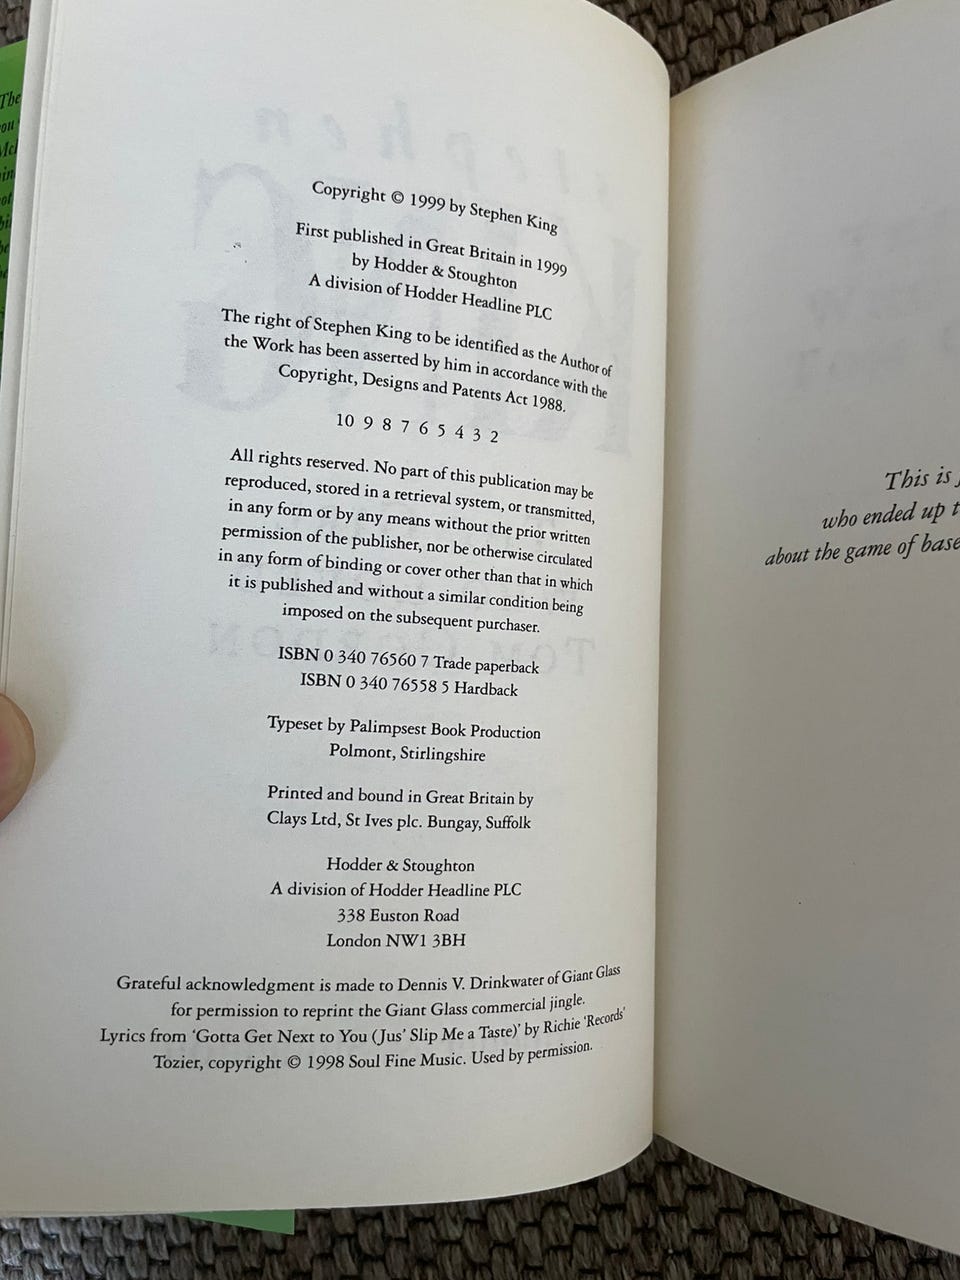 Copyright © 1999 by Stephen King
First published in Great Britain in 1999
by Hodder & Stoughton
A division of Hodder Headline PLC
The right of Stephen King to be identified as the Author of
the Work has been asserted by him in accordance with the
Copyright, Designs and Patents Act 1988.
10 9 8 7 6 5 4 3 2
All rights reserved. No part of this publication may be
reproduced, stored in a retrieval system, or transmitted,
in any form or by any means without the prior written
permission of the publisher, nor be otherwise circulated
in any form of binding or cover other than that in which
it is published and without a similar condition being
imposed on the subsequent purchaser.
ISBN 0 340 76560 7 Trade paperback
ISBN 0 340 76558 5 Hardback
Typeset by Palimpsest Book Production
Polmont, Stirlingshire
Printed and bound in Great Britain by
Clays Ltd, St Ives plc. Bungay, Suffolk
Hodder & Stoughton
A division of Hodder Headline PLC
338 Euston Road
London NW1 3BH
Grateful acknowledgment is made to Dennis V. Drinkwater of Giant Glass
for permission to reprint the Giant Glass commercial jingle.
Lyrics from ‘Gotta Get Next to You (Jus’ Slip Me a Taste)’ by Richie ‘Records’
Tozier, copyright © 1998 Soul Fine Music. Used by permission.
This is
who ended up
about the game of